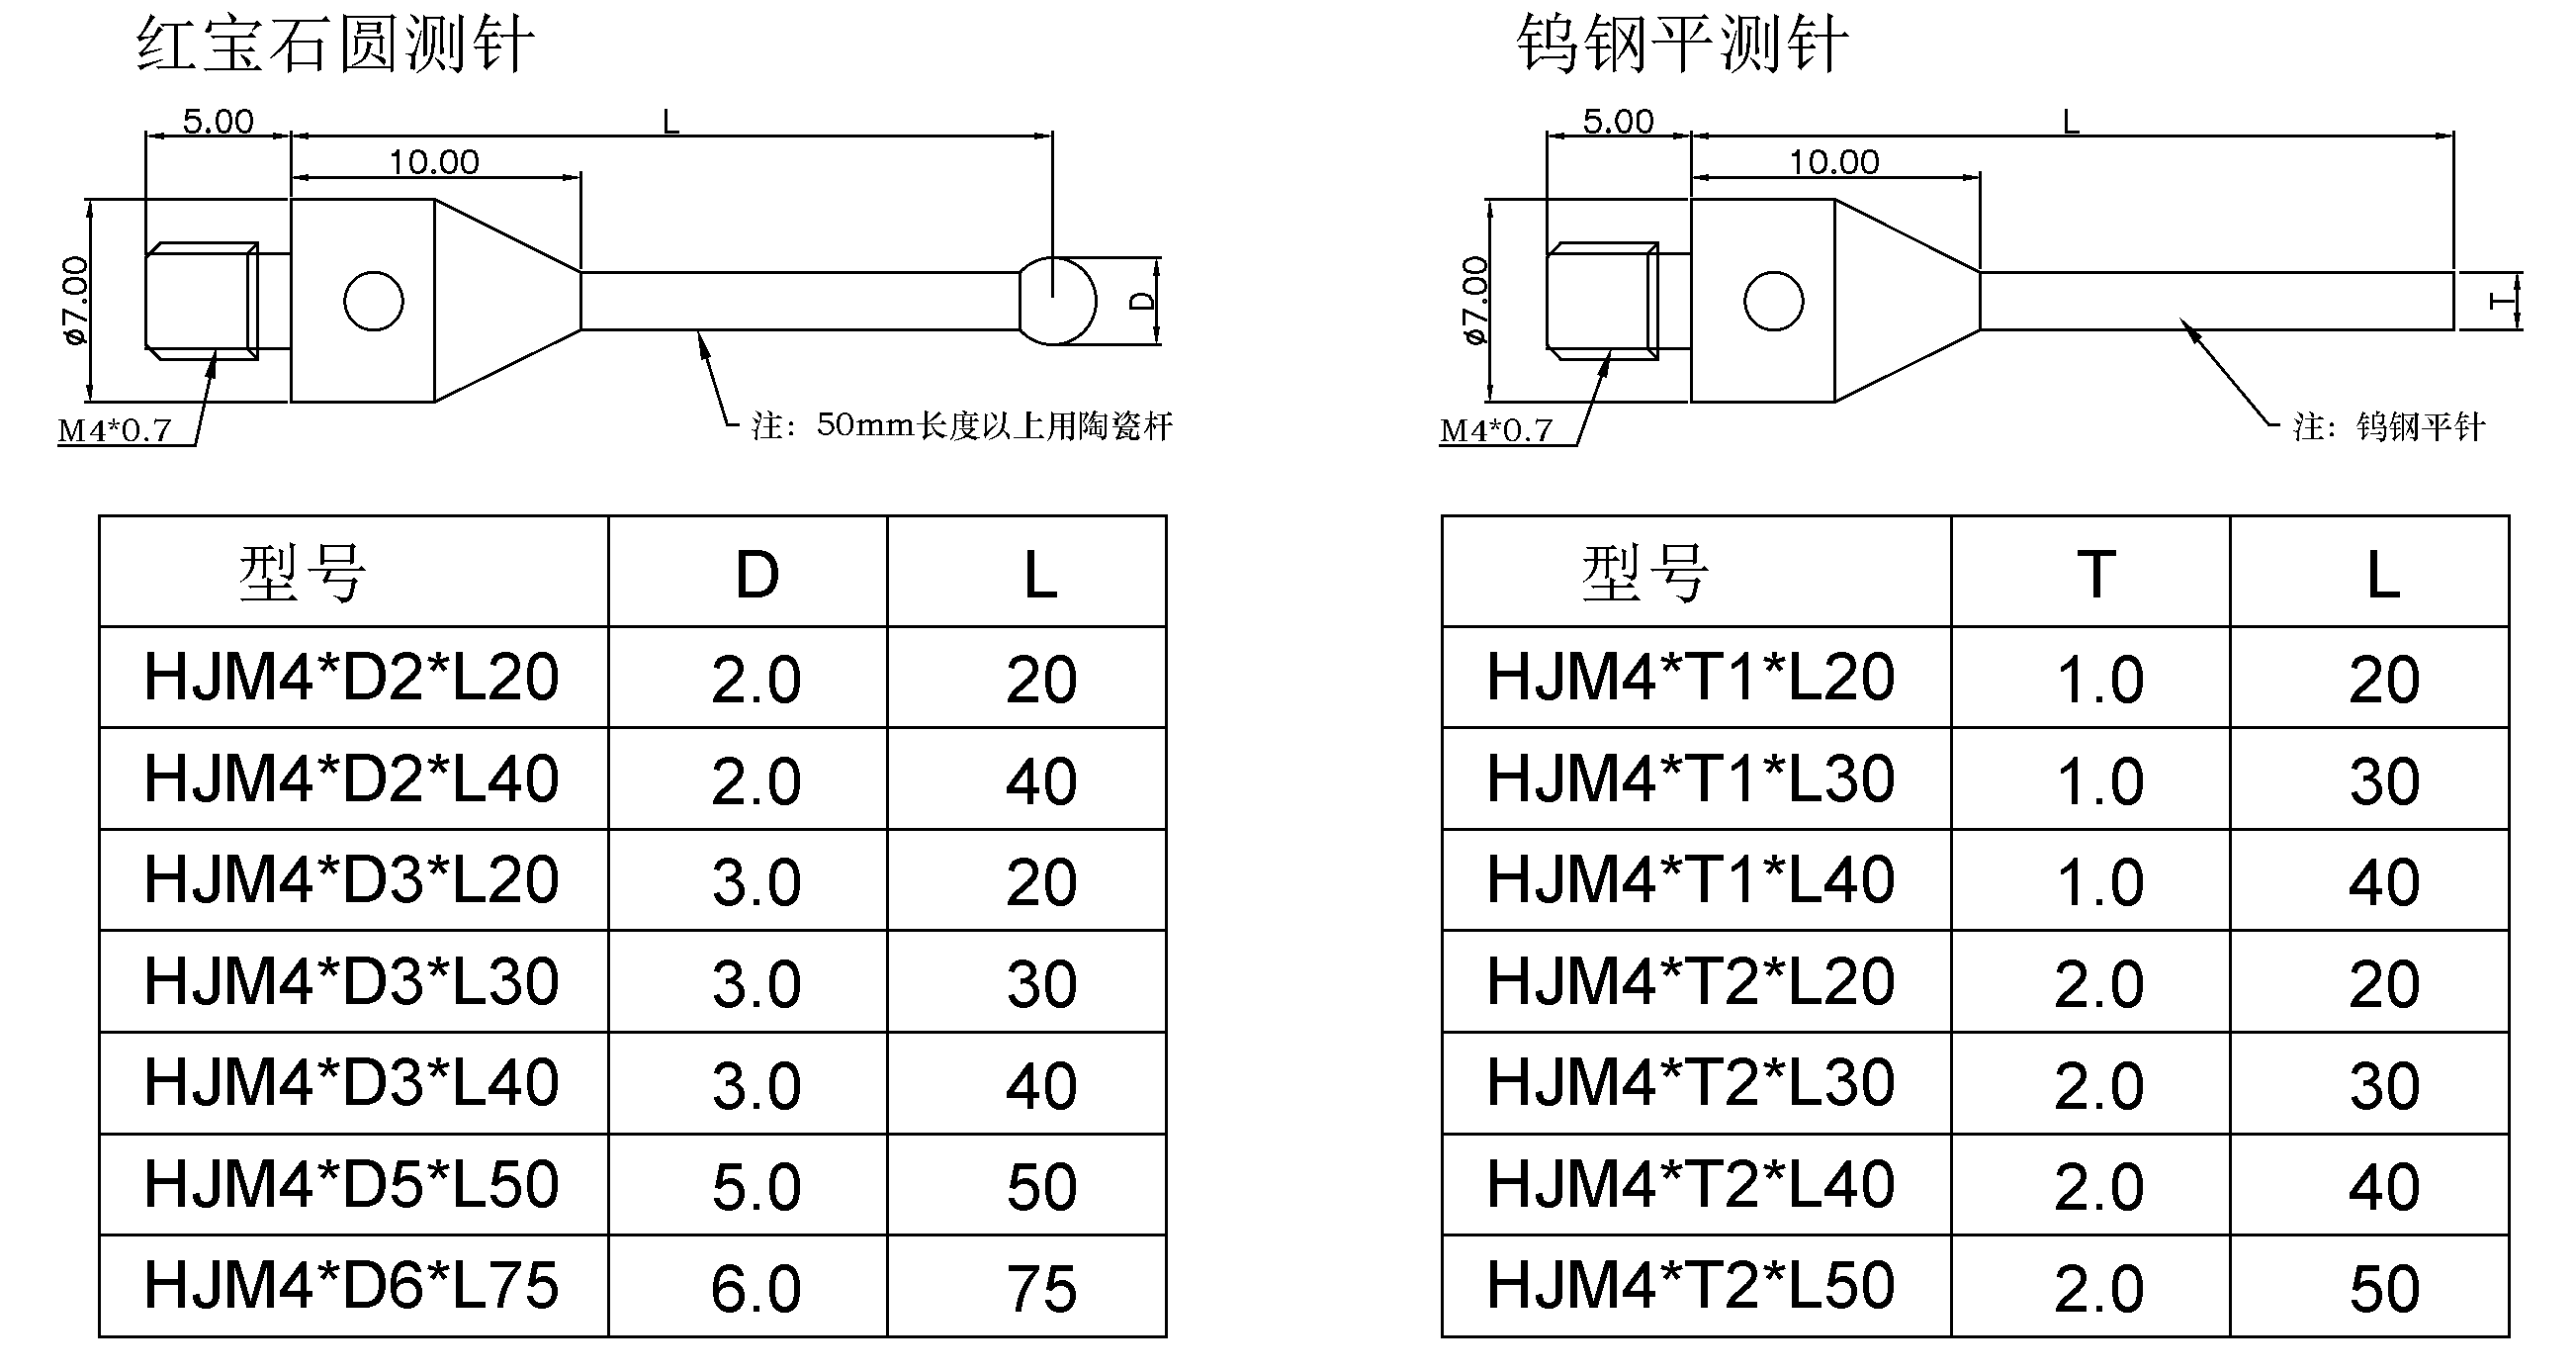 红宝石圆测针
5.00
L
10.00
ø7.00
D
M4*0.7
注：50mm长度以上用陶瓷杆
型号 D L
HJM4*D2*L20 2.0 20
HJM4*D2*L40 2.0 40
HJM4*D3*L20 3.0 20
HJM4*D3*L30 3.0 30
HJM4*D3*L40 3.0 40
HJM4*D5*L50 5.0 50
HJM4*D6*L75 6.0 75
钨钢平测针
5.00
L
10.00
ø7.00
T
M4*0.7
注：钨钢平针
型号 T L
HJM4*T1*L20 1.0 20
HJM4*T1*L30 1.0 30
HJM4*T1*L40 1.0 40
HJM4*T2*L20 2.0 20
HJM4*T2*L30 2.0 30
HJM4*T2*L40 2.0 40
HJM4*T2*L50 2.0 50